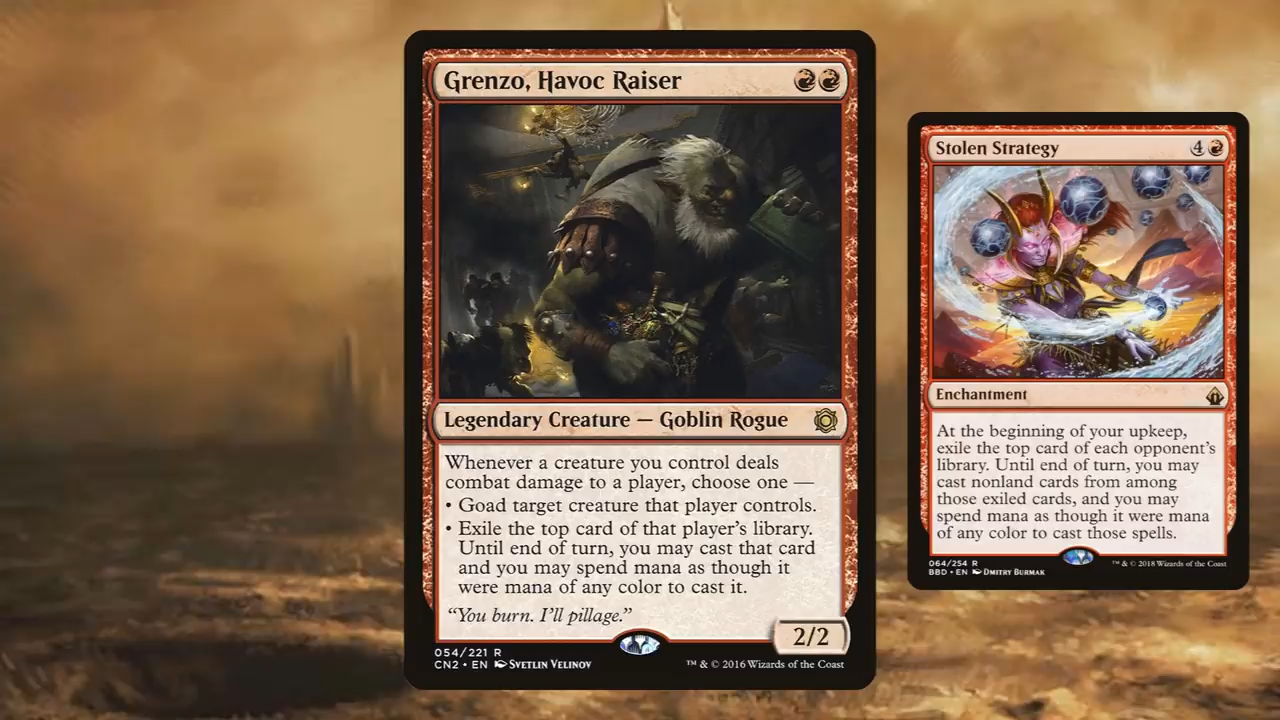 Grenzo, Havoc Raiser
Legendary Creature — Goblin Rogue
Whenever a creature you control deals
combat damage to a player, choose one —
• Goad target creature that player controls.
• Exile the top card of that player's library.
Until end of turn, you may cast that card
and you may spend mana as though it
were mana of any color to cast it.
"You burn. I'll pillage."
2/2
054/221 R
CN2 • EN Svetlin Velinov
™ & © 2016 Wizards of the Coast
Stolen Strategy 4
Enchantment
At the beginning of your upkeep,
exile the top card of each opponent's
library. Until end of turn, you may
cast nonland cards from among
those exiled cards, and you may
spend mana as though it were mana
of any color to cast those spells.
064/254 R
BBD • EN Dmitry Burmak
™ & © 2018 Wizards of the Coast